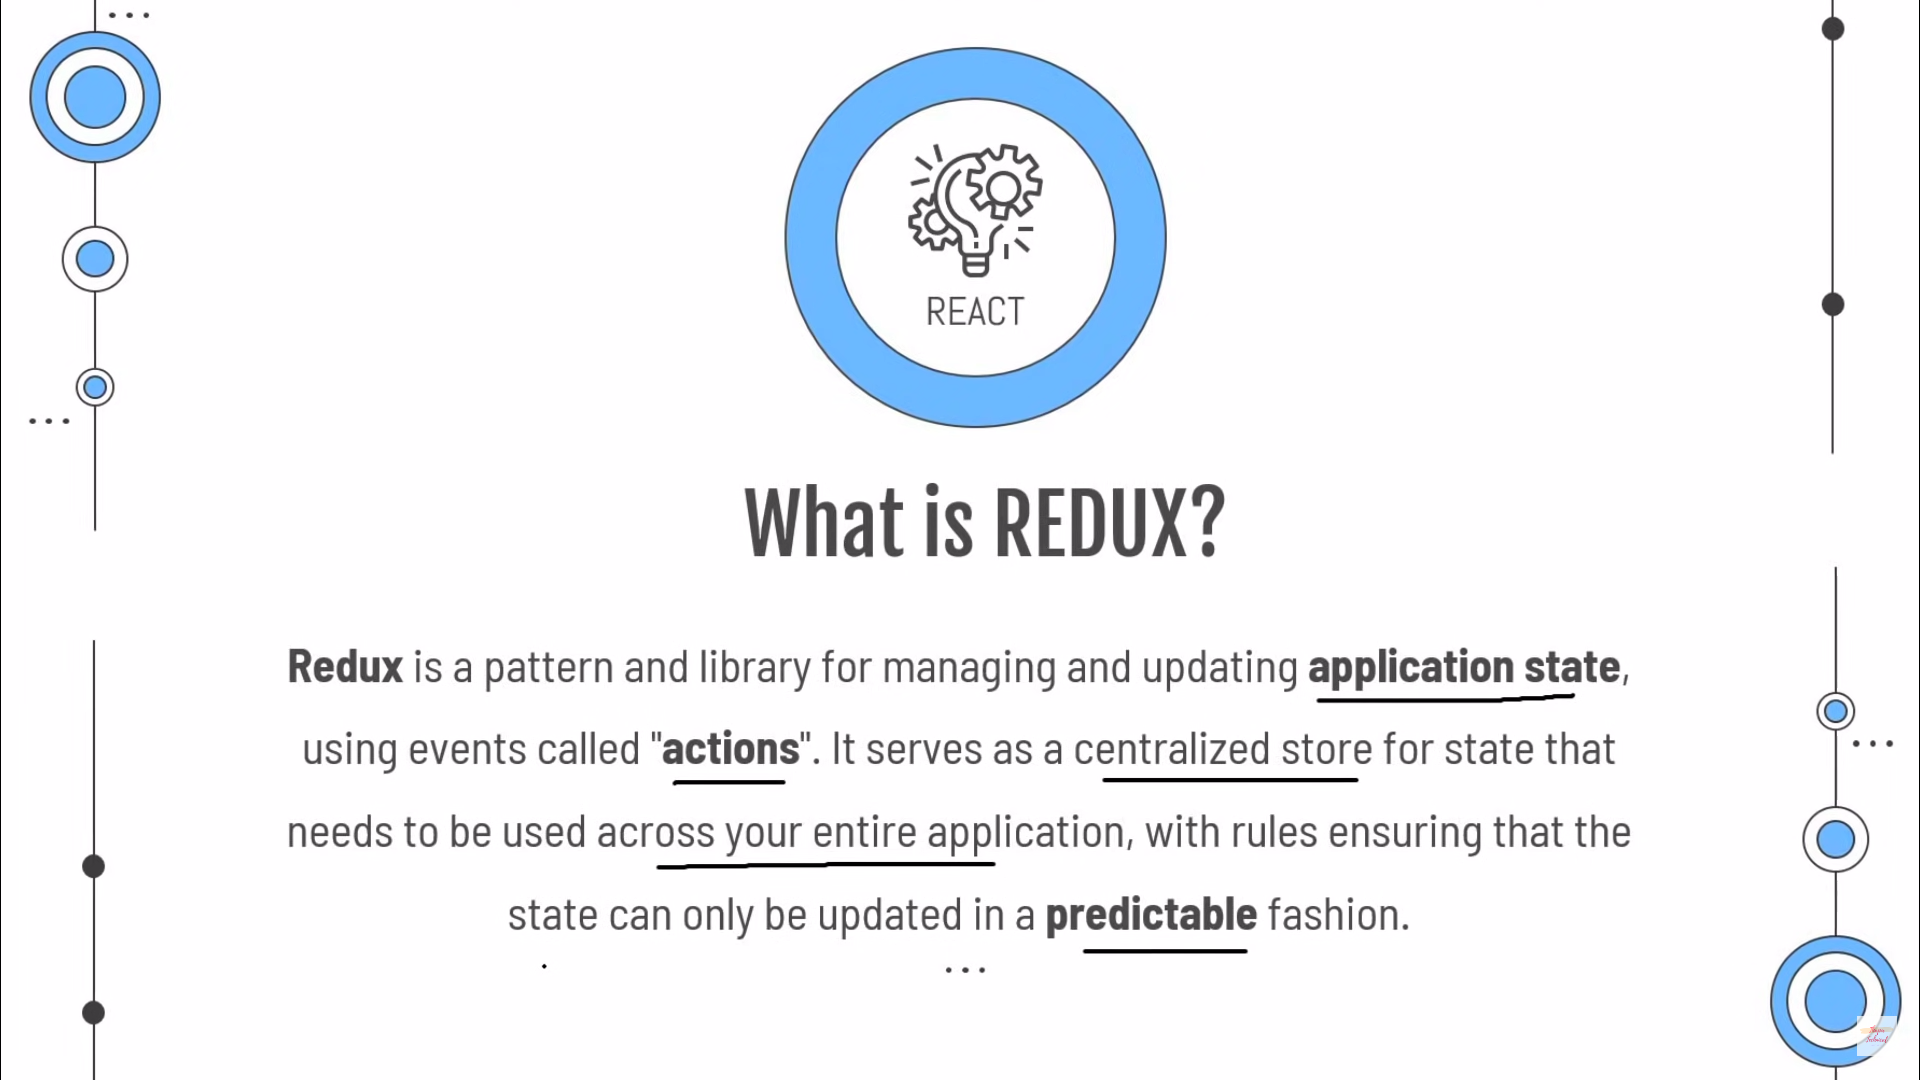 REACT
What is REDUX?
Redux is a pattern and library for managing and updating application state,
using events called "actions". It serves as a centralized store for state that
needs to be used across your entire application, with rules ensuring that the
state can only be updated in a predictable fashion.